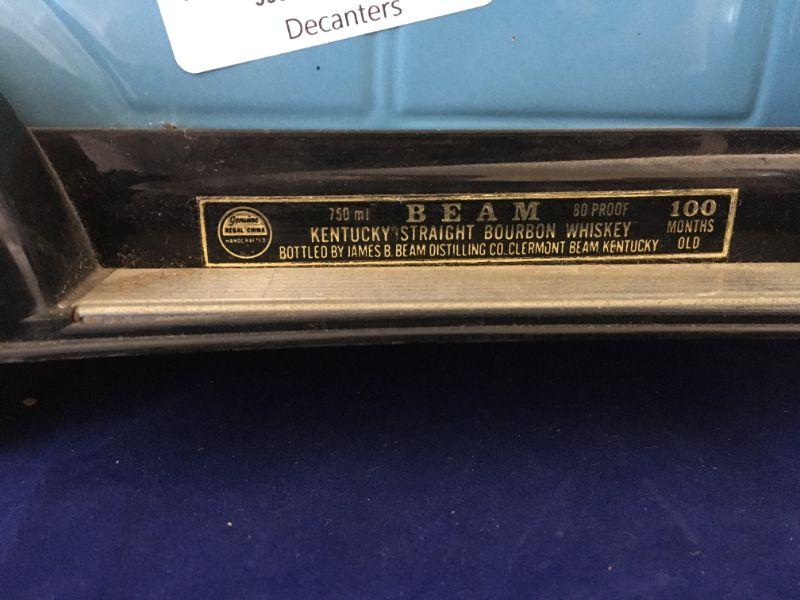 Decanters
Genuine
REGAL CHINA
HANDCRAFTED
750 ml BEAM 80 PROOF 100
KENTUCKY STRAIGHT BOURBON WHISKEY MONTHS
BOTTLED BY JAMES B. BEAM DISTILLING CO. CLERMONT BEAM KENTUCKY OLD